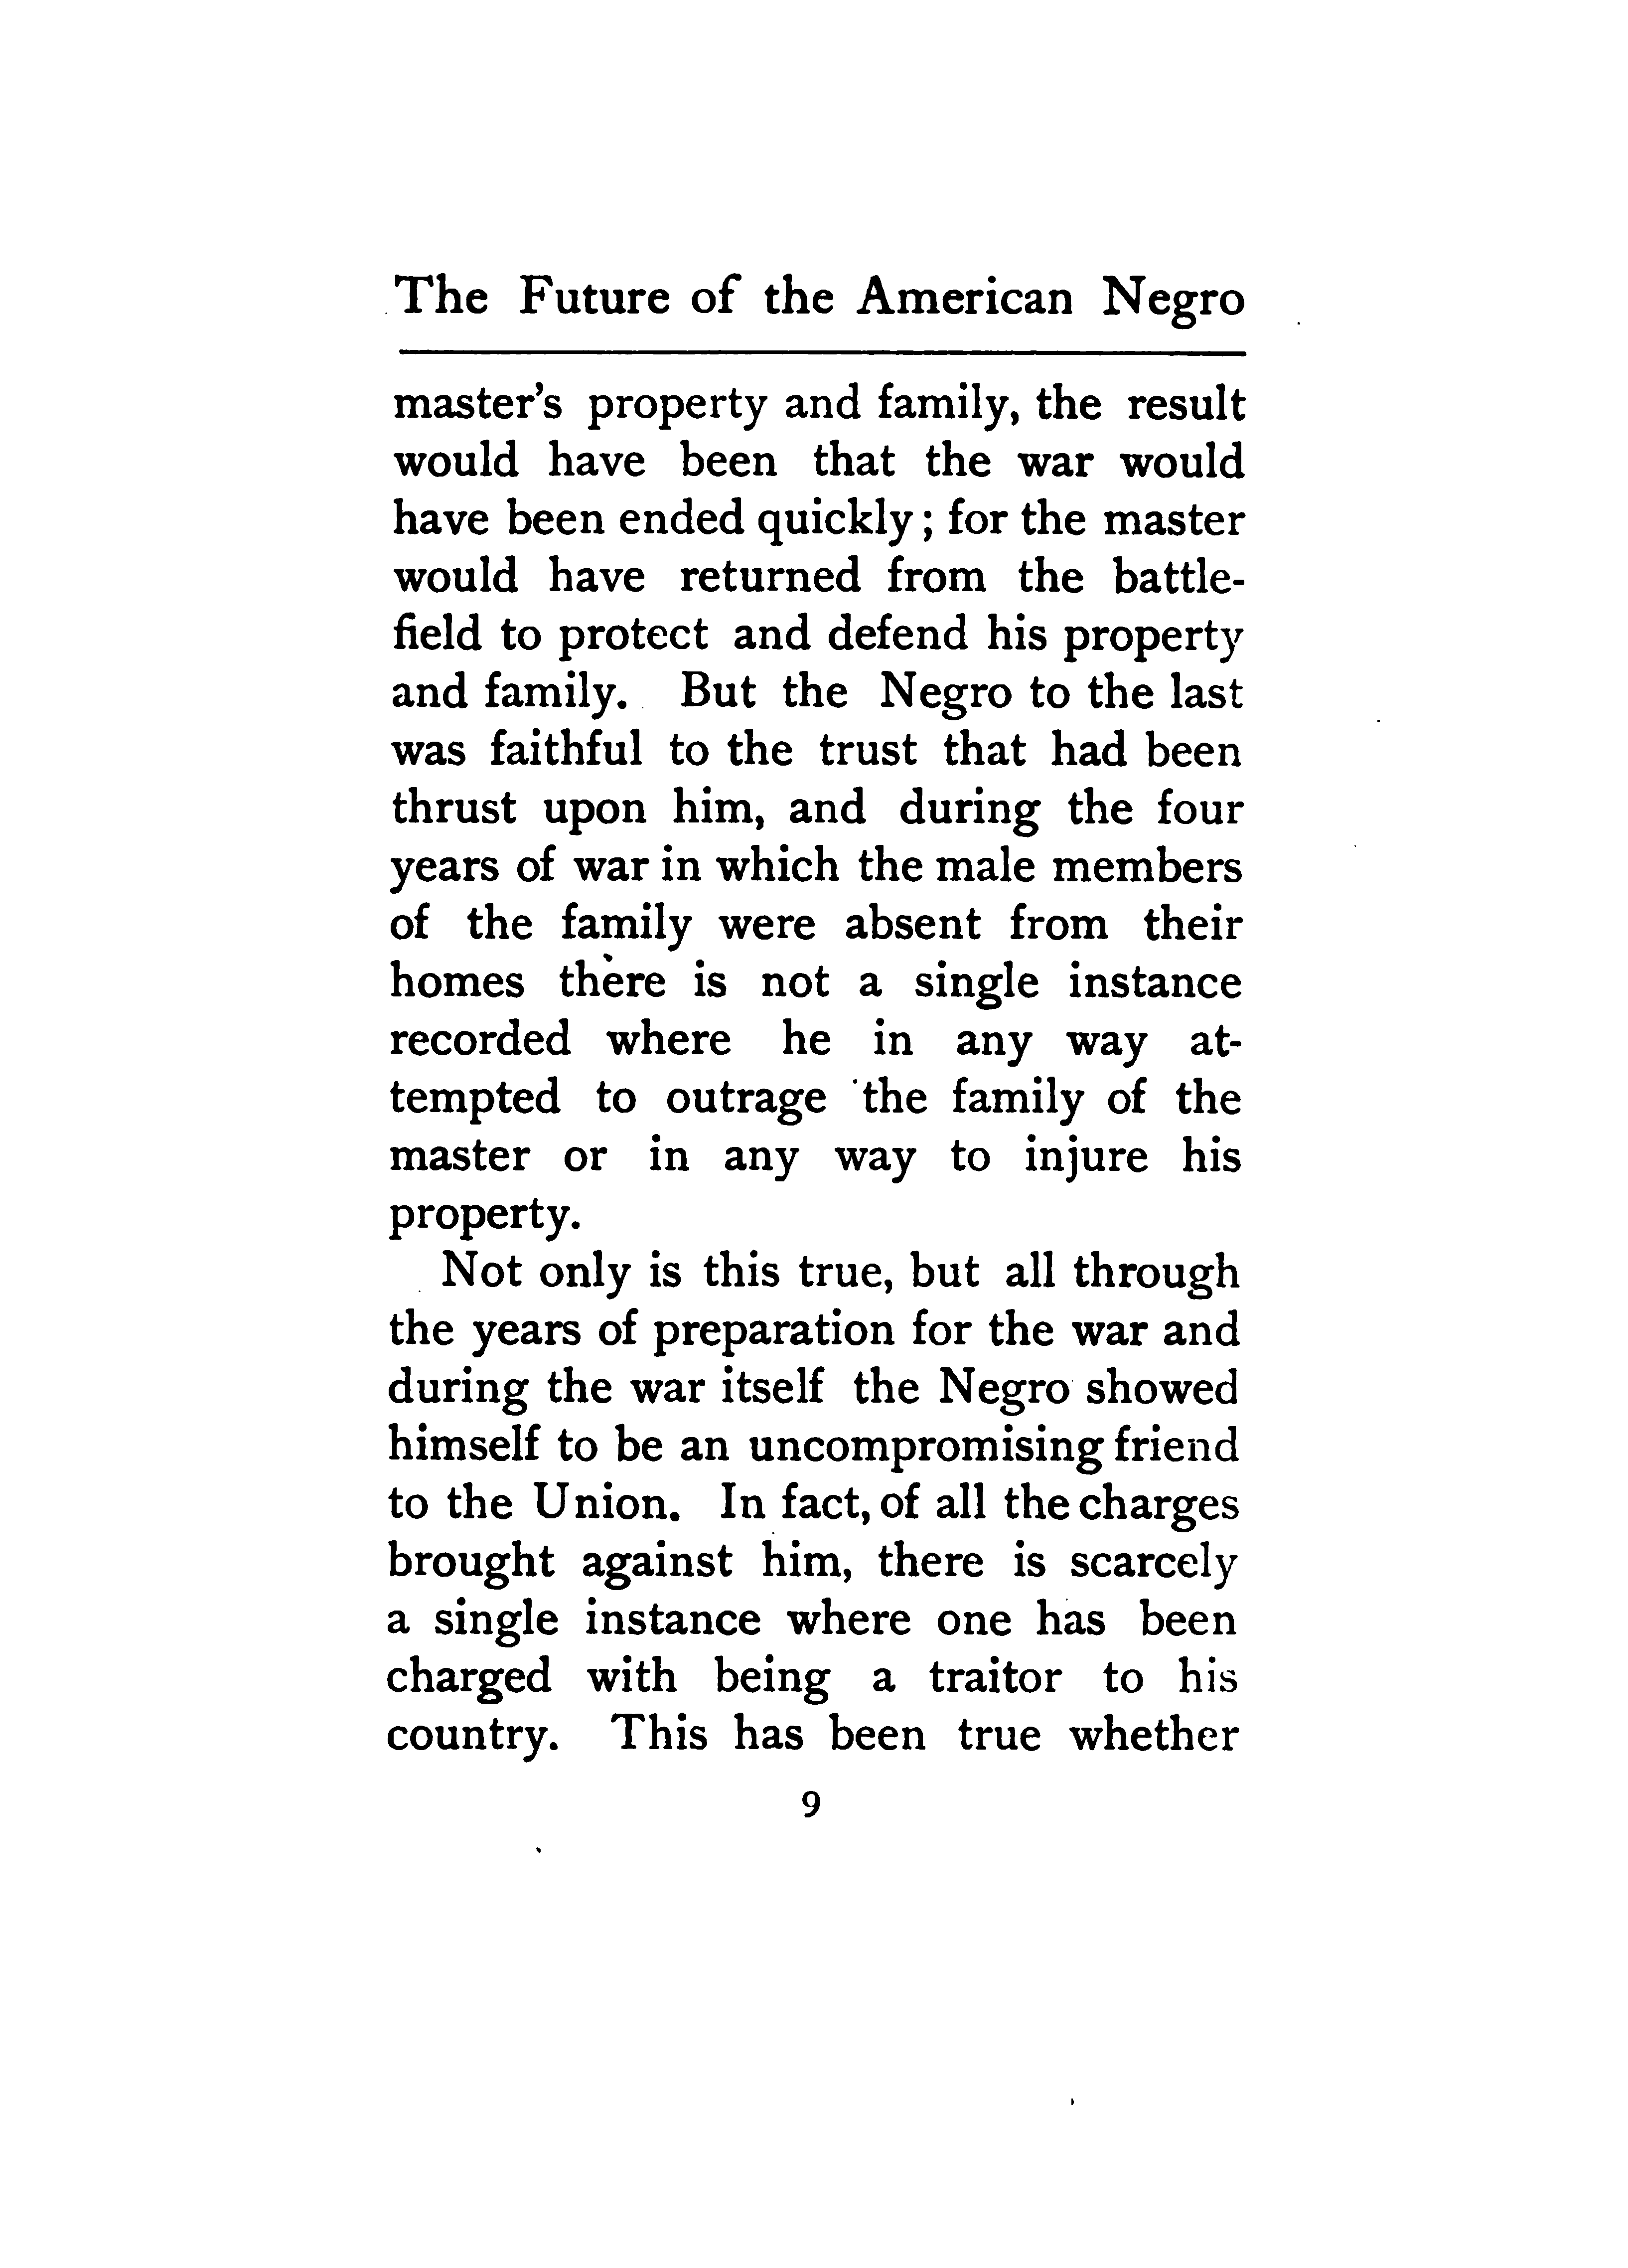 The Future of the American Negro
master's property and family, the result
would have been that the war would
have been ended quickly; for the master
would have returned from the battle-
field to protect and defend his property
and family. But the Negro to the last
was faithful to the trust that had been
thrust upon him, and during the four
years of war in which the male members
of the family were absent from their
homes there is not a single instance
recorded where he in any way at-
tempted to outrage the family of the
master or in any way to injure his
property.
Not only is this true, but all through
the years of preparation for the war and
during the war itself the Negro showed
himself to be an uncompromising friend
to the Union. In fact, of all the charges
brought against him, there is scarcely
a single instance where one has been
charged with being a traitor to his
country. This has been true whether
9